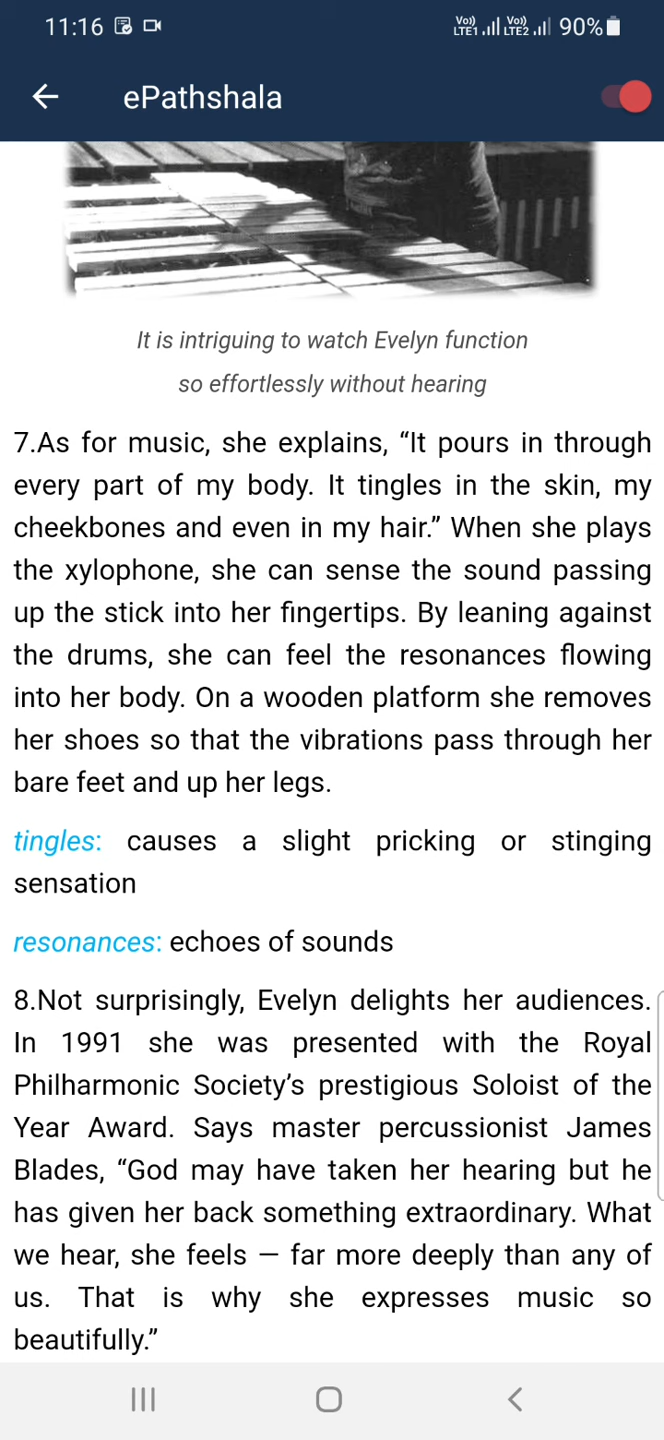 11:16
Vo)) LTE1 Vo)) LTE2 90%
ePathshala
It is intriguing to watch Evelyn function
so effortlessly without hearing
7.As for music, she explains, “It pours in through
every part of my body. It tingles in the skin, my
cheekbones and even in my hair.” When she plays
the xylophone, she can sense the sound passing
up the stick into her fingertips. By leaning against
the drums, she can feel the resonances flowing
into her body. On a wooden platform she removes
her shoes so that the vibrations pass through her
bare feet and up her legs.
tingles: causes a slight pricking or stinging
sensation
resonances: echoes of sounds
8.Not surprisingly, Evelyn delights her audiences.
In 1991 she was presented with the Royal
Philharmonic Society’s prestigious Soloist of the
Year Award. Says master percussionist James
Blades, “God may have taken her hearing but he
has given her back something extraordinary. What
we hear, she feels — far more deeply than any of
us. That is why she expresses music so
beautifully.”